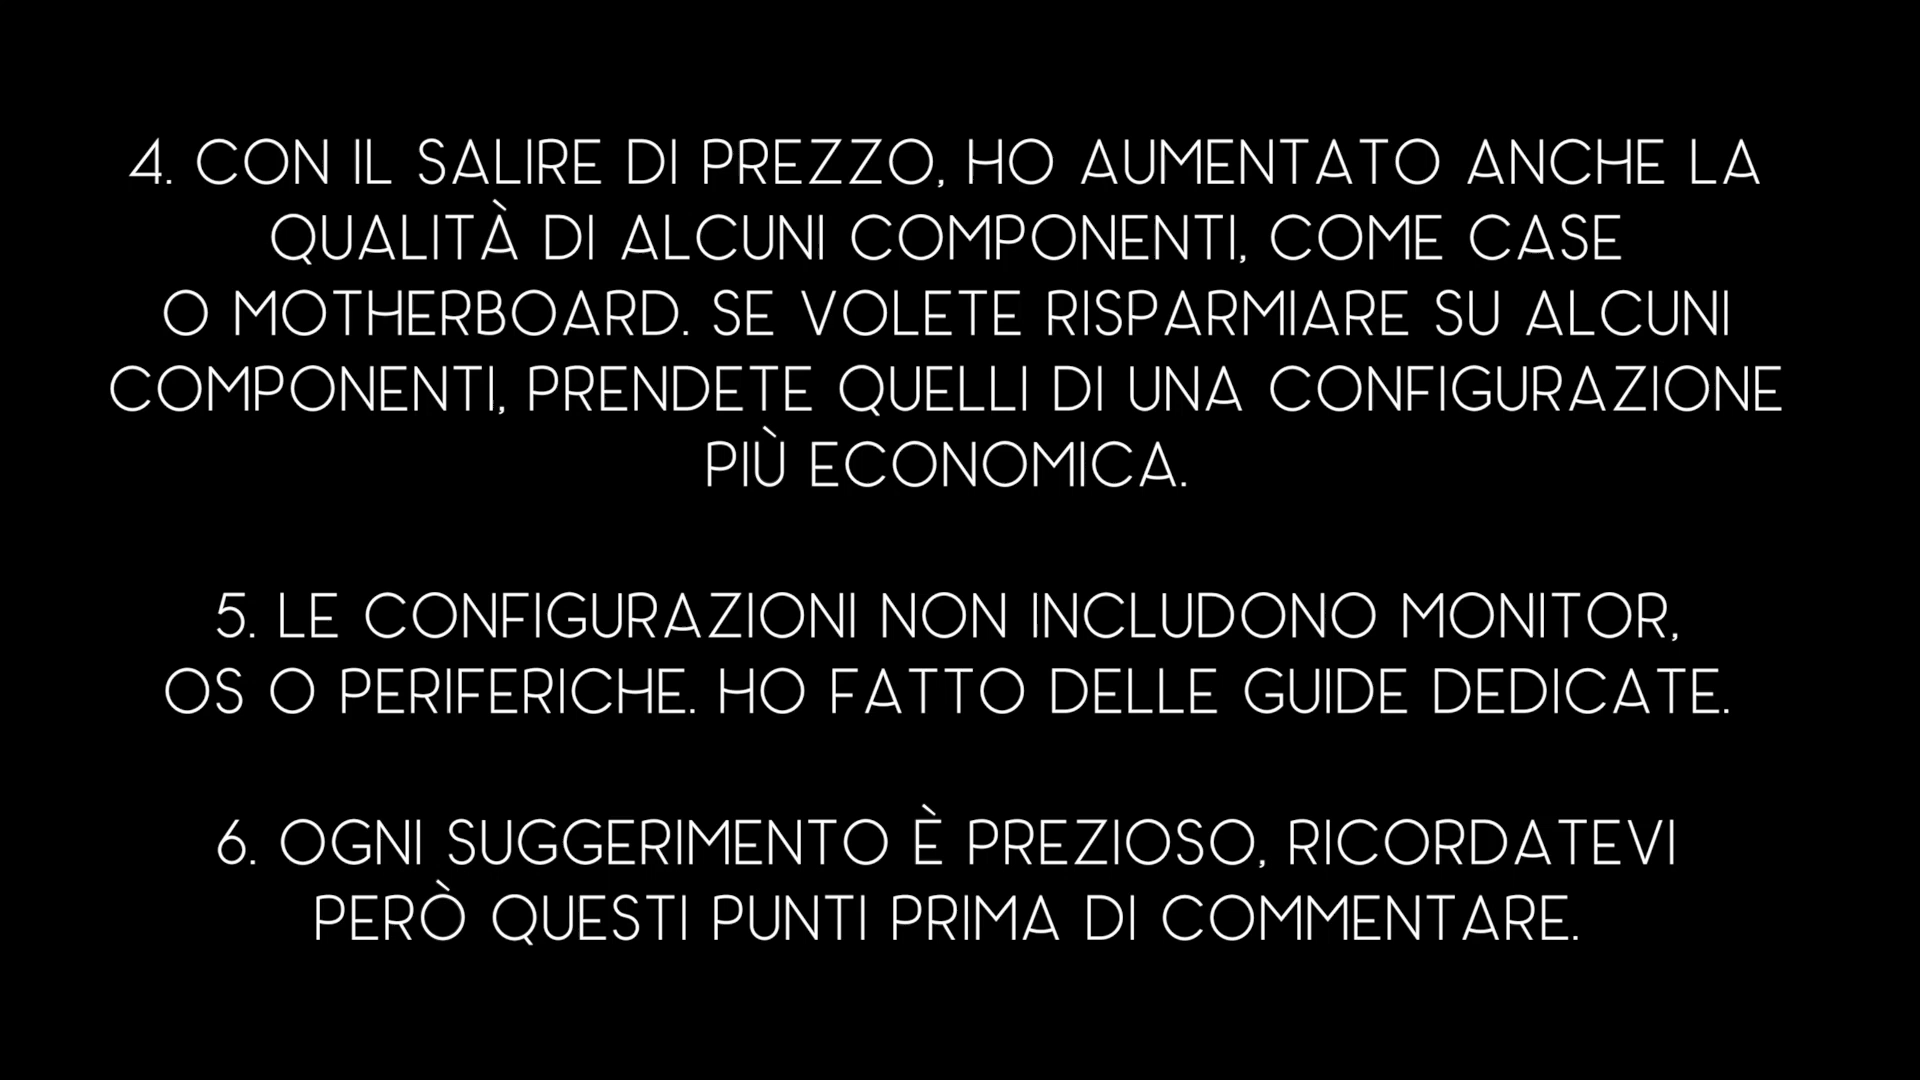 4. CON IL SALIRE DI PREZZO, HO AUMENTATO ANCHE LA
QUALITÀ DI ALCUNI COMPONENTI, COME CASE
O MOTHERBOARD. SE VOLETE RISPARMIARE SU ALCUNI
COMPONENTI, PRENDETE QUELLI DI UNA CONFIGURAZIONE
PIÙ ECONOMICA.
5. LE CONFIGURAZIONI NON INCLUDONO MONITOR,
OS O PERIFERICHE. HO FATTO DELLE GUIDE DEDICATE.
6. OGNI SUGGERIMENTO È PREZIOSO, RICORDATEVI
PERÒ QUESTI PUNTI PRIMA DI COMMENTARE.